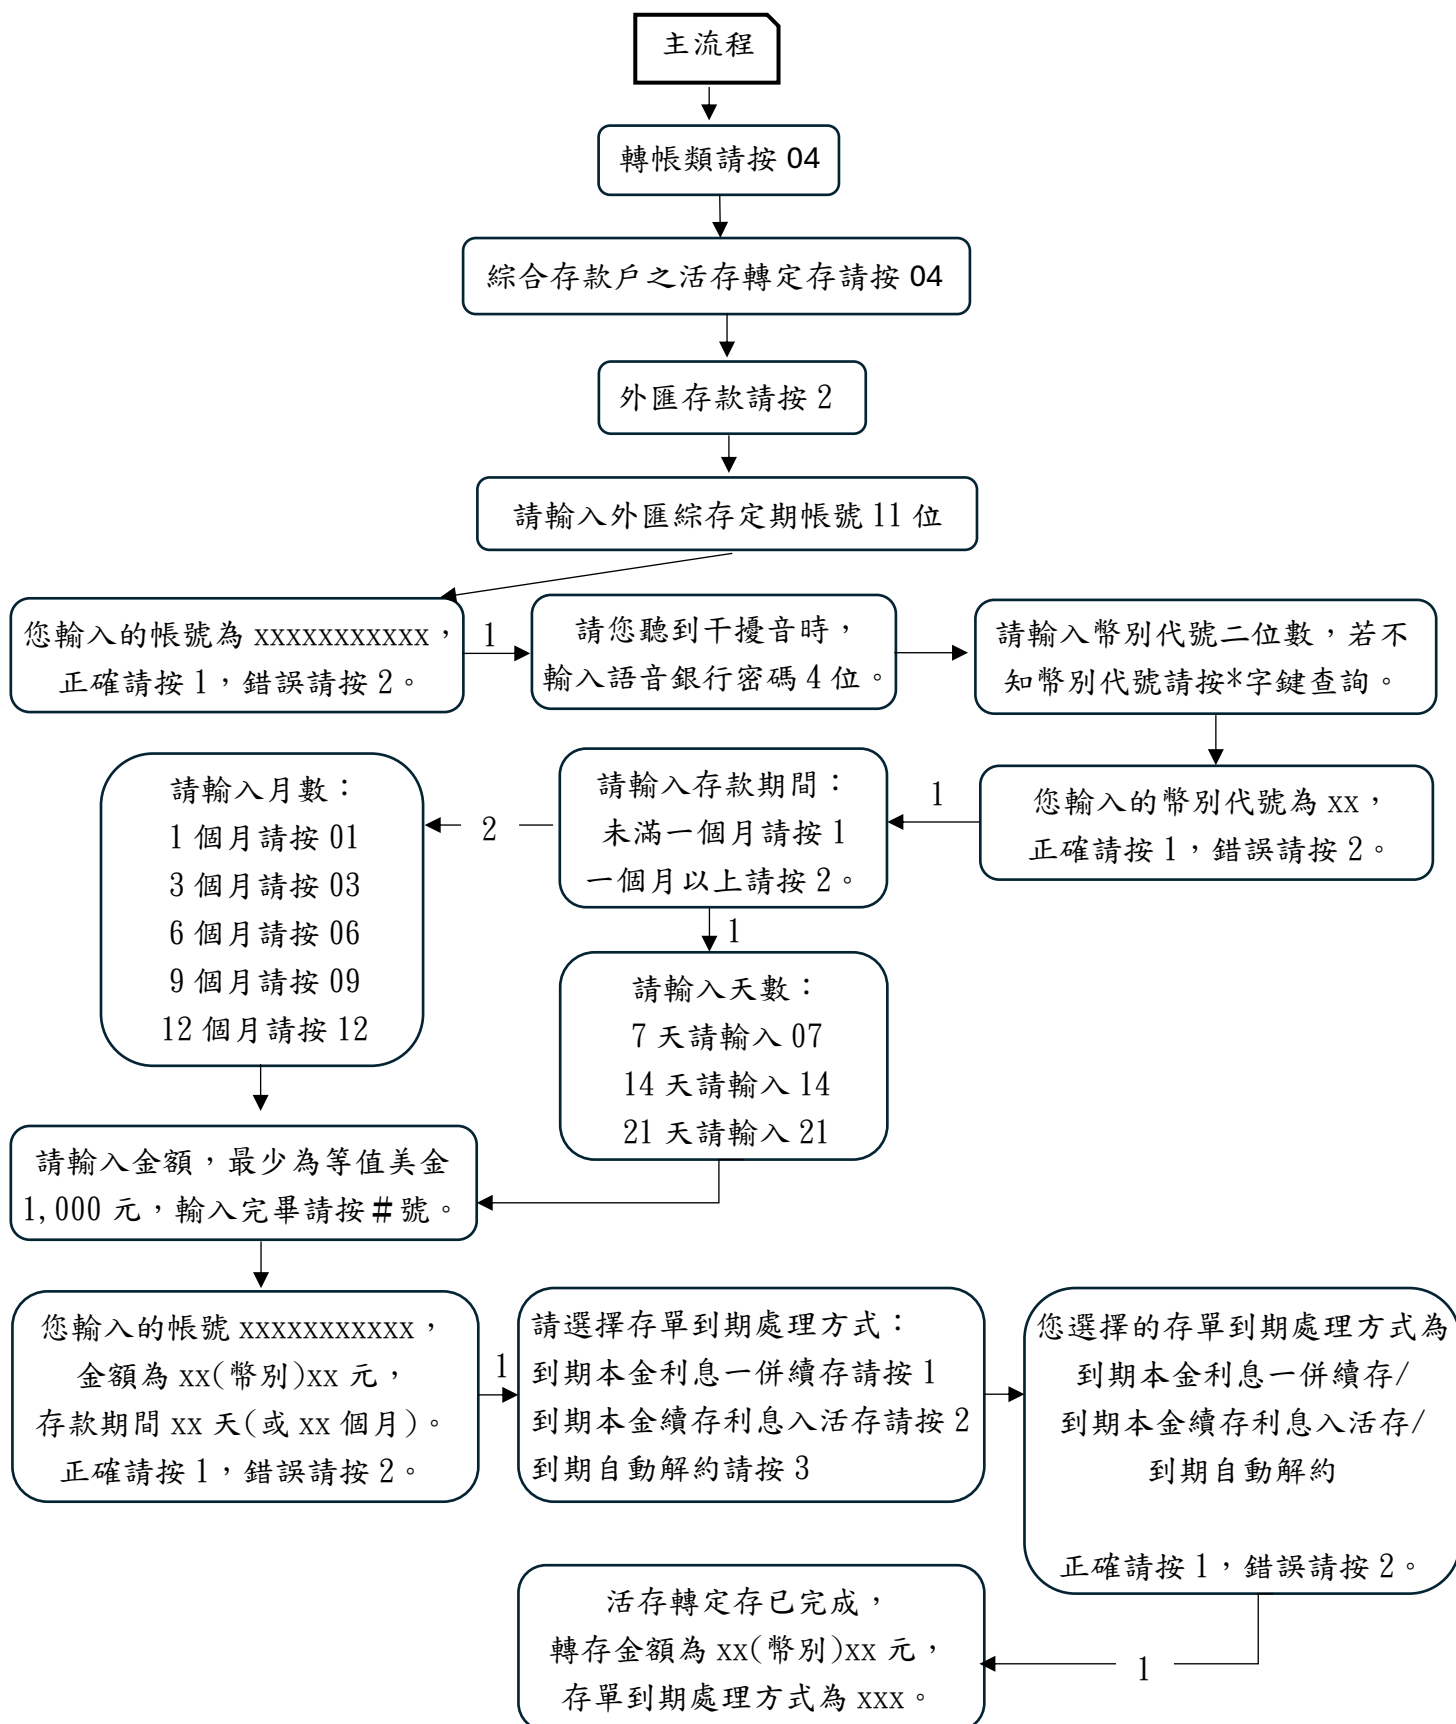 主流程
轉帳類請按 04
綜合存款戶之活存轉定存請按 04
外匯存款請按 2
請輸入外匯綜存定期帳號 11 位
您輸入的帳號為 xxxxxxxxxxx，
正確請按 1，錯誤請按 2。
1
請您聽到干擾音時，
輸入語音銀行密碼 4 位。
請輸入幣別代號二位數，若不
知幣別代號請按*字鍵查詢。
您輸入的幣別代號為 xx，
正確請按 1，錯誤請按 2。
1
請輸入存款期間：
未滿一個月請按 1
一個月以上請按 2。
2
請輸入月數：
1 個月請按 01
3 個月請按 03
6 個月請按 06
9 個月請按 09
12 個月請按 12
1
請輸入天數：
7 天請輸入 07
14 天請輸入 14
21 天請輸入 21
請輸入金額，最少為等值美金
1,000 元，輸入完畢請按＃號。
您輸入的帳號 xxxxxxxxxxx，
金額為 xx(幣別)xx 元，
存款期間 xx 天(或 xx 個月)。
正確請按 1，錯誤請按 2。
1
請選擇存單到期處理方式：
到期本金利息一併續存請按 1
到期本金續存利息入活存請按 2
到期自動解約請按 3
您選擇的存單到期處理方式為
到期本金利息一併續存/
到期本金續存利息入活存/
到期自動解約
正確請按 1，錯誤請按 2。
1
活存轉定存已完成，
轉存金額為 xx(幣別)xx 元，
存單到期處理方式為 xxx。